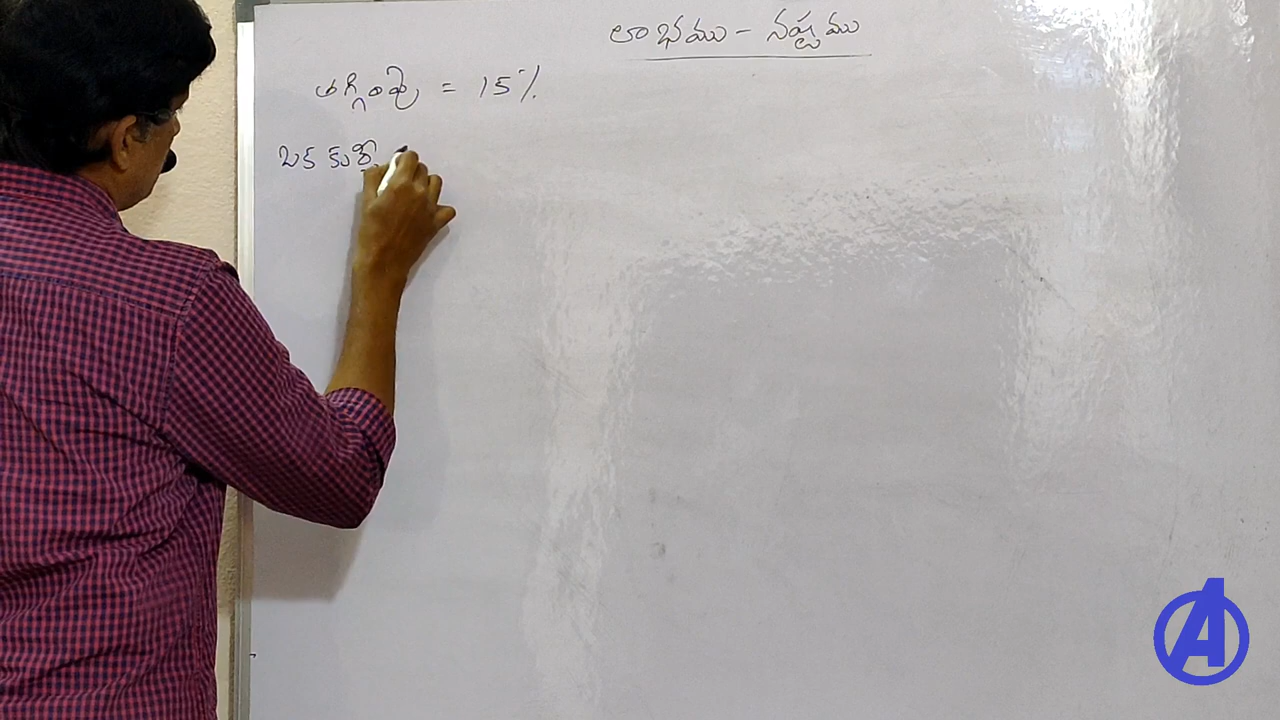 లాభము - నష్టము
తగ్గింపు = 15%
ఒక కుర్చీ